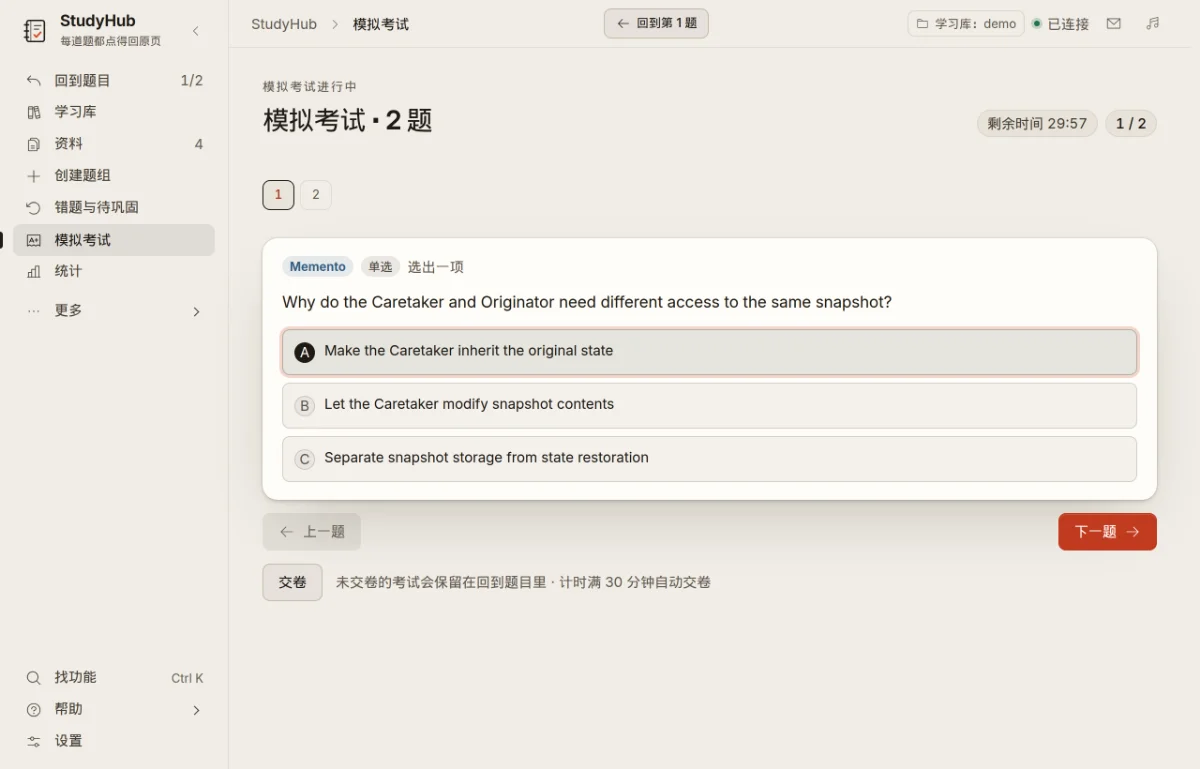 StudyHub
每道题都点得回原页
回到题目 1/2
学习库
资料 4
创建题组
错题与待巩固
模拟考试
统计
更多
找功能 Ctrl K
帮助
设置
StudyHub 模拟考试
回到第 1 题
学习库：demo
已连接
模拟考试进行中
模拟考试 · 2 题
剩余时间 29:57
1 / 2
1 2
Memento 单选 选出一项
Why do the Caretaker and Originator need different access to the same snapshot?
A Make the Caretaker inherit the original state
B Let the Caretaker modify snapshot contents
C Separate snapshot storage from state restoration
← 上一题
下一题 →
交卷 未交卷的考试会保留在回到题目里 · 计时满 30 分钟自动交卷